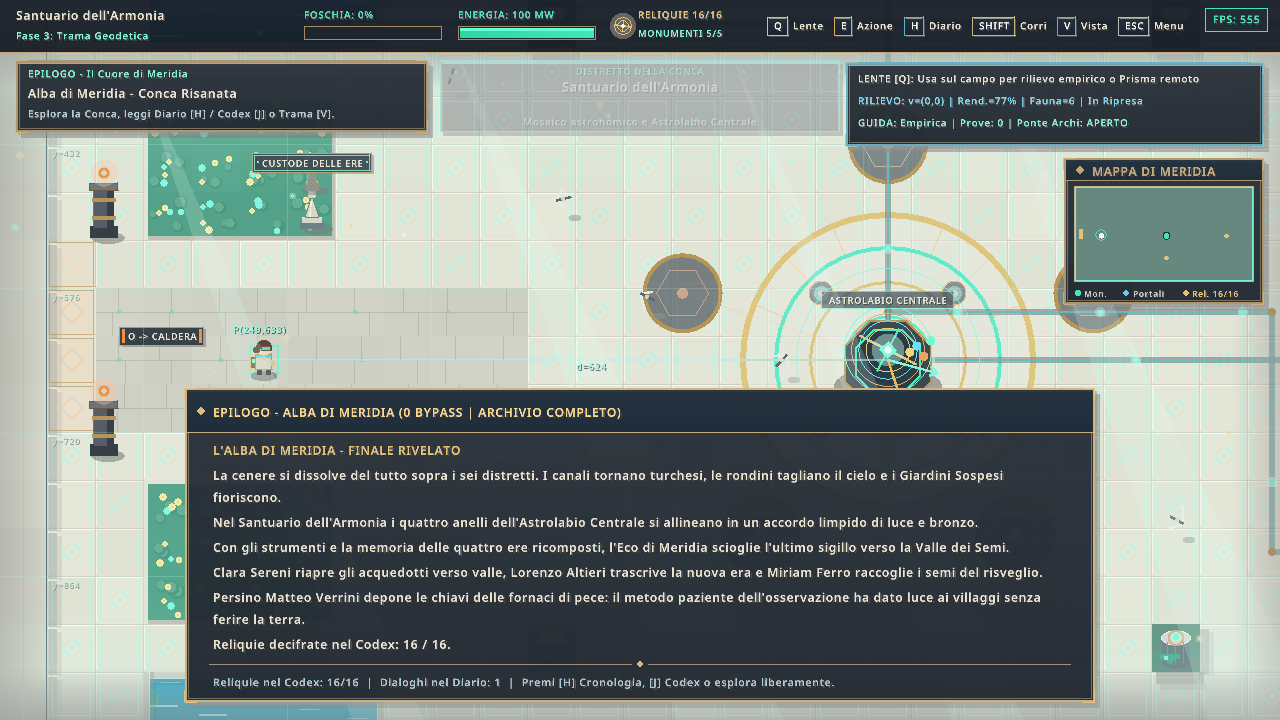 Santuario dell'Armonia
Fase 3: Trama Geodetica
FOSCHIA: 0%
ENERGIA: 100 MW
RELIQUIE 16/16
MONUMENTI 5/5
Q Lente E Azione H Diario SHIFT Corri V Vista ESC Menu
FPS: 555
EPILOGO - Il Cuore di Meridia
Alba di Meridia - Conca Risanata
Esplora la Conca, leggi Diario [H] / Codex [J] o Trama [V].
DISTRETTO DELLA CONCA
Santuario dell'Armonia
Mosaico astronomico e Astrolabio Centrale.
LENTE [Q]: Usa sul campo per rilievo empirico o Prisma remoto
RILIEVO: v=(0,0) | Rend.=77% | Fauna=6 | In Ripresa
GUIDA: Empirica | Prove: 0 | Ponte Archi: APERTO
y=432
CUSTODE DELLE ERE
MAPPA DI MERIDIA
Mon. Portali Rel. 16/16
y=576
O -> CALDERA
P(249,633)
ASTROLABIO CENTRALE
d=624
y=720
y=864
EPILOGO - ALBA DI MERIDIA (0 BYPASS | ARCHIVIO COMPLETO)
L'ALBA DI MERIDIA - FINALE RIVELATO
La cenere si dissolve del tutto sopra i sei distretti. I canali tornano turchesi, le rondini tagliano il cielo e i Giardini Sospesi
fioriscono.
Nel Santuario dell'Armonia i quattro anelli dell'Astrolabio Centrale si allineano in un accordo limpido di luce e bronzo.
Con gli strumenti e la memoria delle quattro ere ricomposti, l'Eco di Meridia scioglie l'ultimo sigillo verso la Valle dei Semi.
Clara Sereni riapre gli acquedotti verso valle, Lorenzo Altieri trascrive la nuova era e Miriam Ferro raccoglie i semi del risveglio.
Persino Matteo Verrini depone le chiavi delle fornaci di pece: il metodo paziente dell'osservazione ha dato luce ai villaggi senza
ferire la terra.
Reliquie decifrate nel Codex: 16 / 16.
Reliquie nel Codex: 16/16 | Dialoghi nel Diario: 1 | Premi [H] Cronologia, [J] Codex o esplora liberamente.